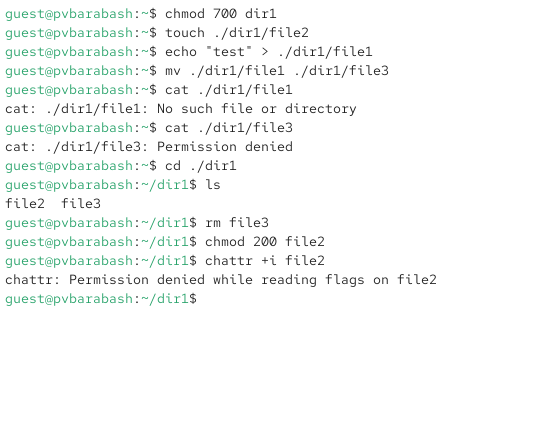 guest@pvbarabash:~$ chmod 700 dir1
guest@pvbarabash:~$ touch ./dir1/file2
guest@pvbarabash:~$ echo "test" > ./dir1/file1
guest@pvbarabash:~$ mv ./dir1/file1 ./dir1/file3
guest@pvbarabash:~$ cat ./dir1/file1
cat: ./dir1/file1: No such file or directory
guest@pvbarabash:~$ cat ./dir1/file3
cat: ./dir1/file3: Permission denied
guest@pvbarabash:~$ cd ./dir1
guest@pvbarabash:~/dir1$ ls
file2  file3
guest@pvbarabash:~/dir1$ rm file3
guest@pvbarabash:~/dir1$ chmod 200 file2
guest@pvbarabash:~/dir1$ chattr +i file2
chattr: Permission denied while reading flags on file2
guest@pvbarabash:~/dir1$